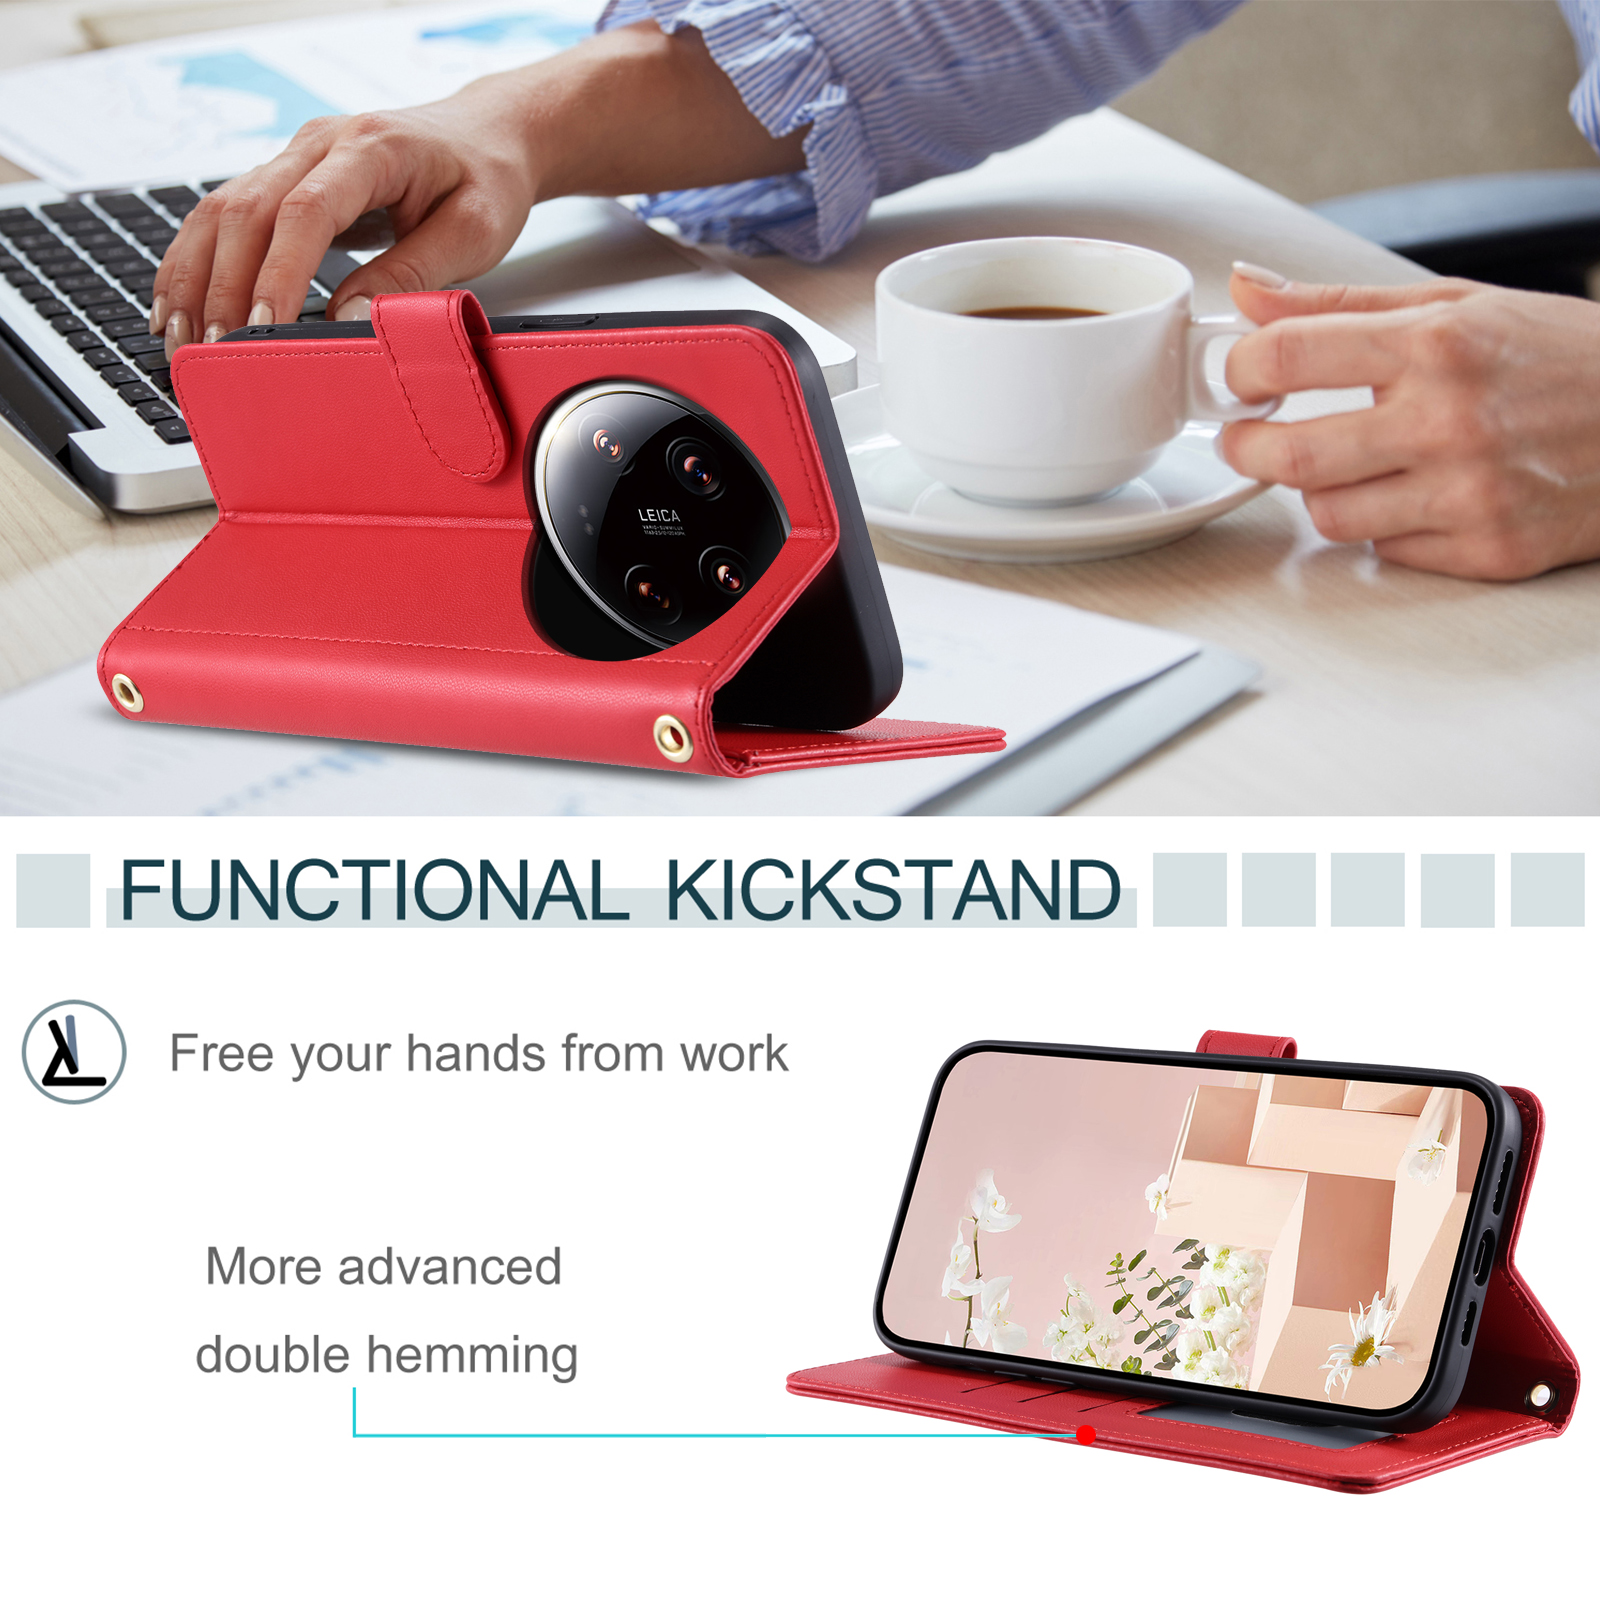 LEICA
FUNCTIONAL KICKSTAND
Free your hands from work
More advanced
double hemming